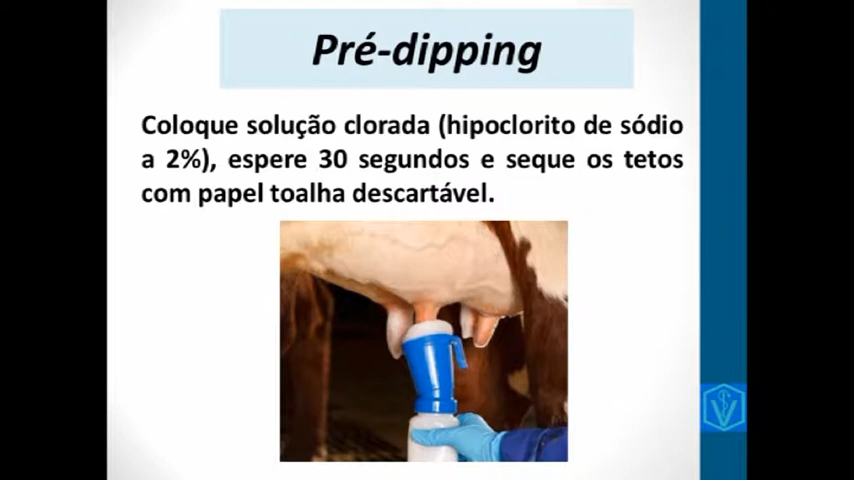 Pré-dipping
Coloque solução clorada (hipoclorito de sódio
a 2%), espere 30 segundos e seque os tetos
com papel toalha descartável.